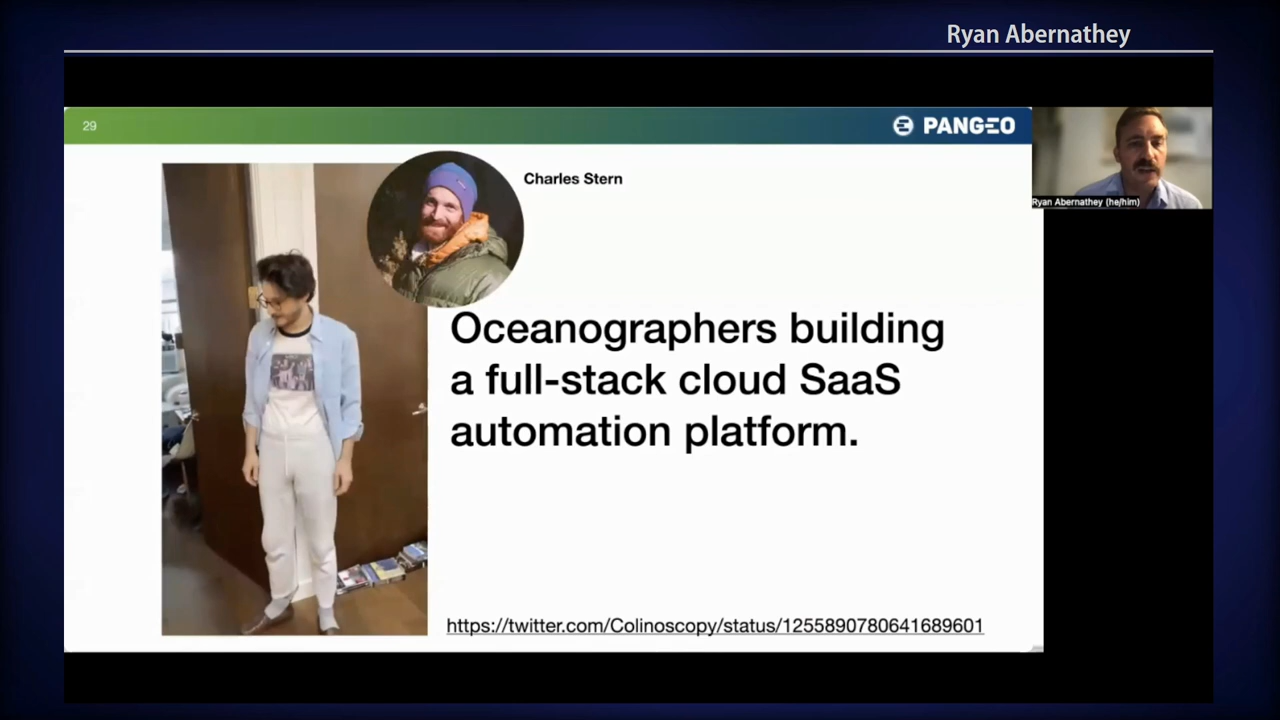 Ryan Abernathey
29
PANGEO
Charles Stern
Ryan Abernathey (he/him)
Oceanographers building
a full-stack cloud SaaS
automation platform.
https://twitter.com/Colinoscopy/status/1255890780641689601